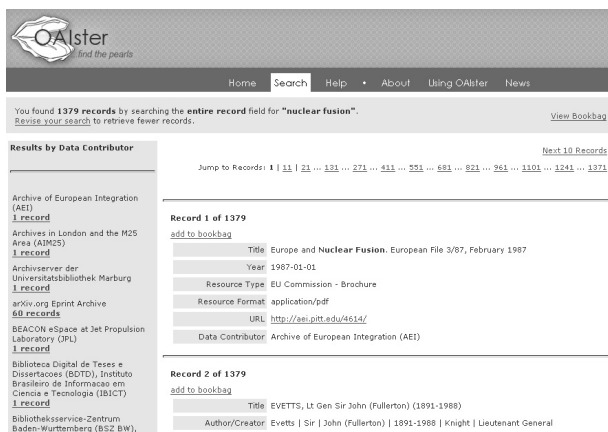 OAIster
...find the pearls
Home Search Help • About Using OAIster News
You found 1379 records by searching the entire record field for "nuclear fusion".
Revise your search to retrieve fewer records.
View Bookbag
Results by Data Contributor
Archive of European Integration
(AEI)
1 record
Archives in London and the M25
Area (AIM25)
1 record
Archivserver der
Universitatsbibliothek Marburg
1 record
arXiv.org Eprint Archive
60 records
BEACON eSpace at Jet Propulsion
Laboratory (JPL)
1 record
Biblioteca Digital de Teses e
Dissertacoes (BDTD), Instituto
Brasileiro de Informacao em
Ciencia e Tecnologia (IBICT)
1 record
Bibliotheksservice-Zentrum
Baden-Wurttemberg (BSZ BW),
Next 10 Records
Jump to Records: 1 | 11 | 21 ... 131 ... 271 ... 411 ... 551 ... 681 ... 821 ... 961 ... 1101 ... 1241 ... 1371
Record 1 of 1379
add to bookbag
Title Europe and Nuclear Fusion. European File 3/87, February 1987
Year 1987-01-01
Resource Type EU Commission - Brochure
Resource Format application/pdf
URL http://aei.pitt.edu/4614/
Data Contributor Archive of European Integration (AEI)
Record 2 of 1379
add to bookbag
Title EVETTS, Lt Gen Sir John (Fullerton) (1891-1988)
Author/Creator Evetts | Sir | John (Fullerton) | 1891-1988 | Knight | Lieutenant General